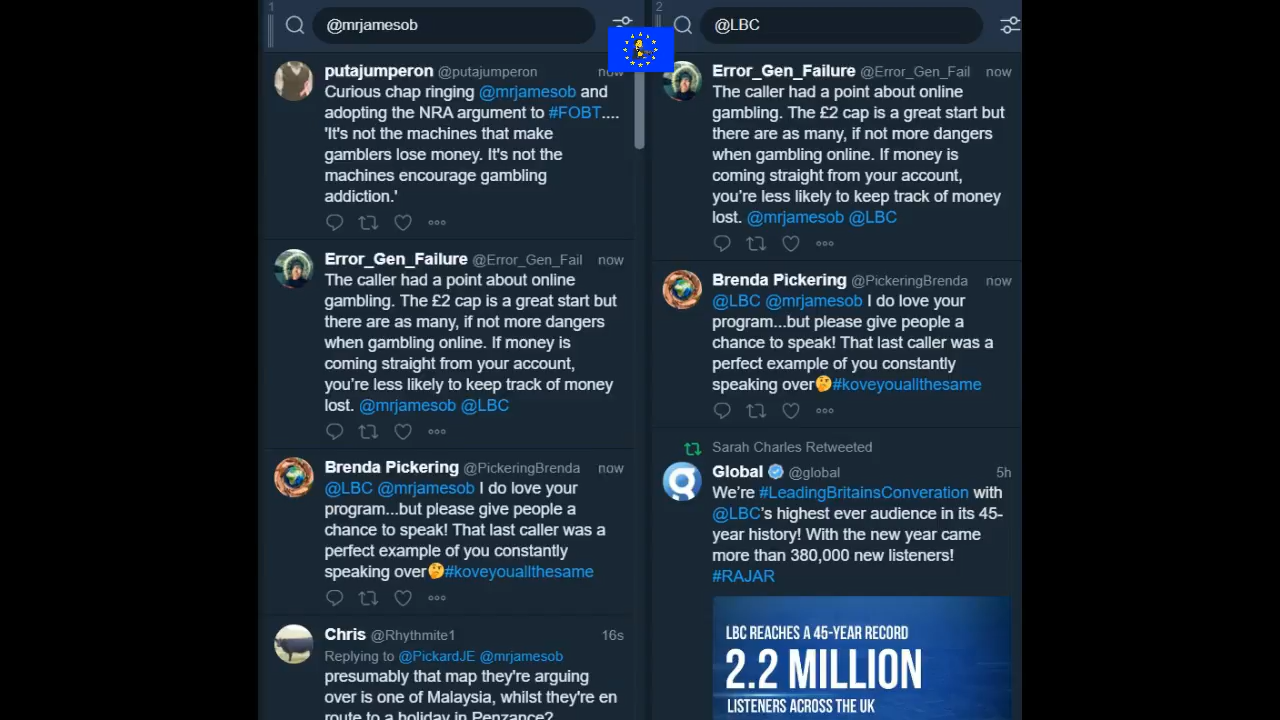 1
@mrjamesob
putajumperon @putajumperon now
Curious chap ringing @mrjamesob and
adopting the NRA argument to #FOBT....
'It's not the machines that make
gamblers lose money. It's not the
machines encourage gambling
addiction.'
Error_Gen_Failure @Error_Gen_Fail now
The caller had a point about online
gambling. The £2 cap is a great start but
there are as many, if not more dangers
when gambling online. If money is
coming straight from your account,
you're less likely to keep track of money
lost. @mrjamesob @LBC
Brenda Pickering @PickeringBrenda now
@LBC @mrjamesob I do love your
program...but please give people a
chance to speak! That last caller was a
perfect example of you constantly
speaking over🤔#koveyouallthesame
Chris @Rhythmite1 16s
Replying to @PickardJE @mrjamesob
presumably that map they're arguing
over is one of Malaysia, whilst they're en
route to a holiday in Penzance?
2
@LBC
Error_Gen_Failure @Error_Gen_Fail now
The caller had a point about online
gambling. The £2 cap is a great start but
there are as many, if not more dangers
when gambling online. If money is
coming straight from your account,
you're less likely to keep track of money
lost. @mrjamesob @LBC
Brenda Pickering @PickeringBrenda now
@LBC @mrjamesob I do love your
program...but please give people a
chance to speak! That last caller was a
perfect example of you constantly
speaking over🤔#koveyouallthesame
Sarah Charles Retweeted
Global @global 5h
We're #LeadingBritainsConveration with
@LBC's highest ever audience in its 45-
year history! With the new year came
more than 380,000 new listeners!
#RAJAR
LBC REACHES A 45-YEAR RECORD
2.2 MILLION
LISTENERS ACROSS THE UK